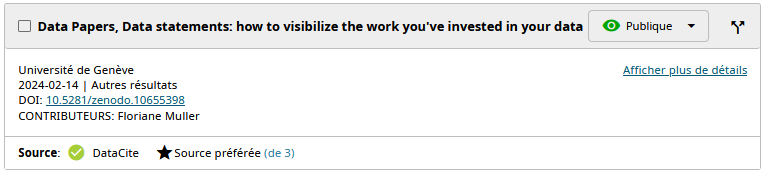 Data Papers, Data statements: how to visibilize the work you've invested in your data
Publique
Université de Genève
Afficher plus de détails
2024-02-14 | Autres résultats
DOI: 10.5281/zenodo.10655398
CONTRIBUTEURS: Floriane Muller
Source: DataCite Source préférée (de 3)